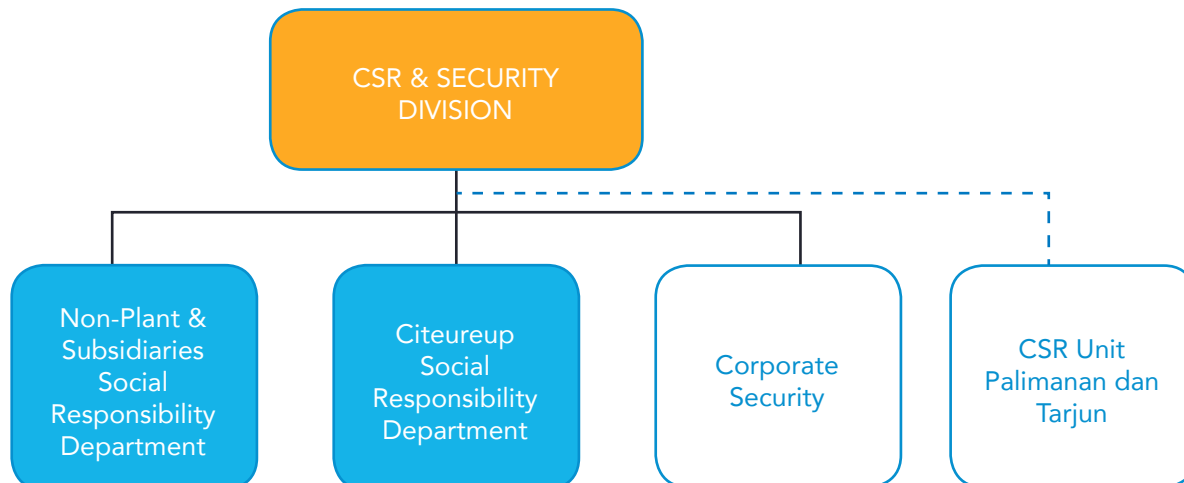 CSR & SECURITY
DIVISION
Non-Plant &
Subsidiaries
Social
Responsibility
Department
Citeureup
Social
Responsibility
Department
Corporate
Security
CSR Unit
Palimanan dan
Tarjun